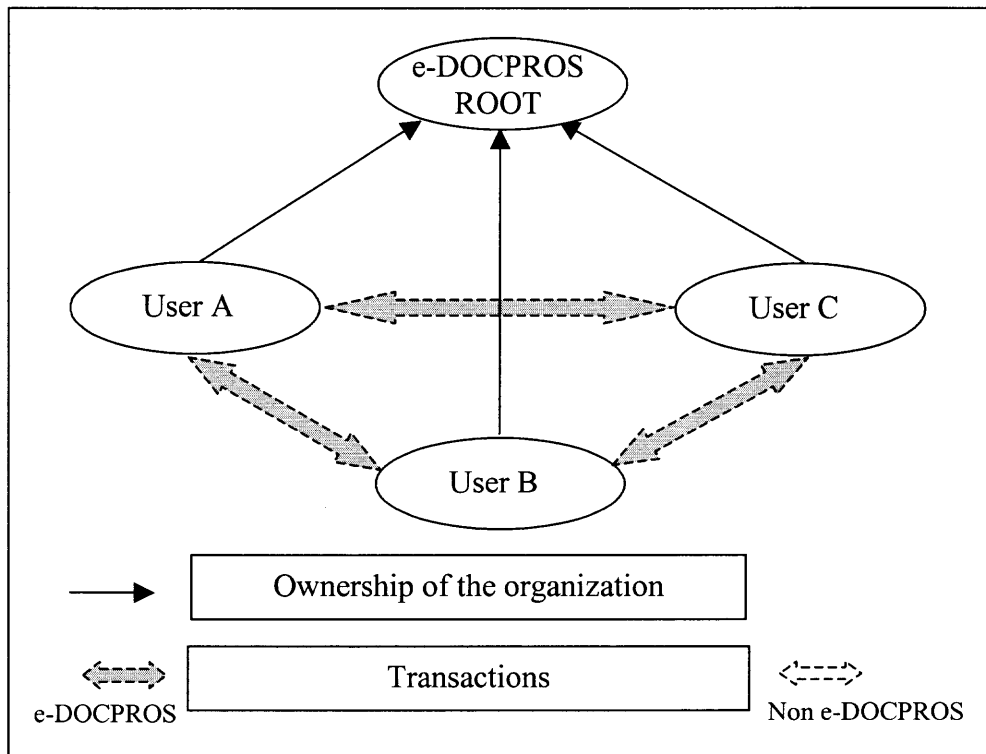 e-DOCPROS
ROOT
User A
User C
User B
Ownership of the organization
Transactions
e-DOCPROS
Non e-DOCPROS